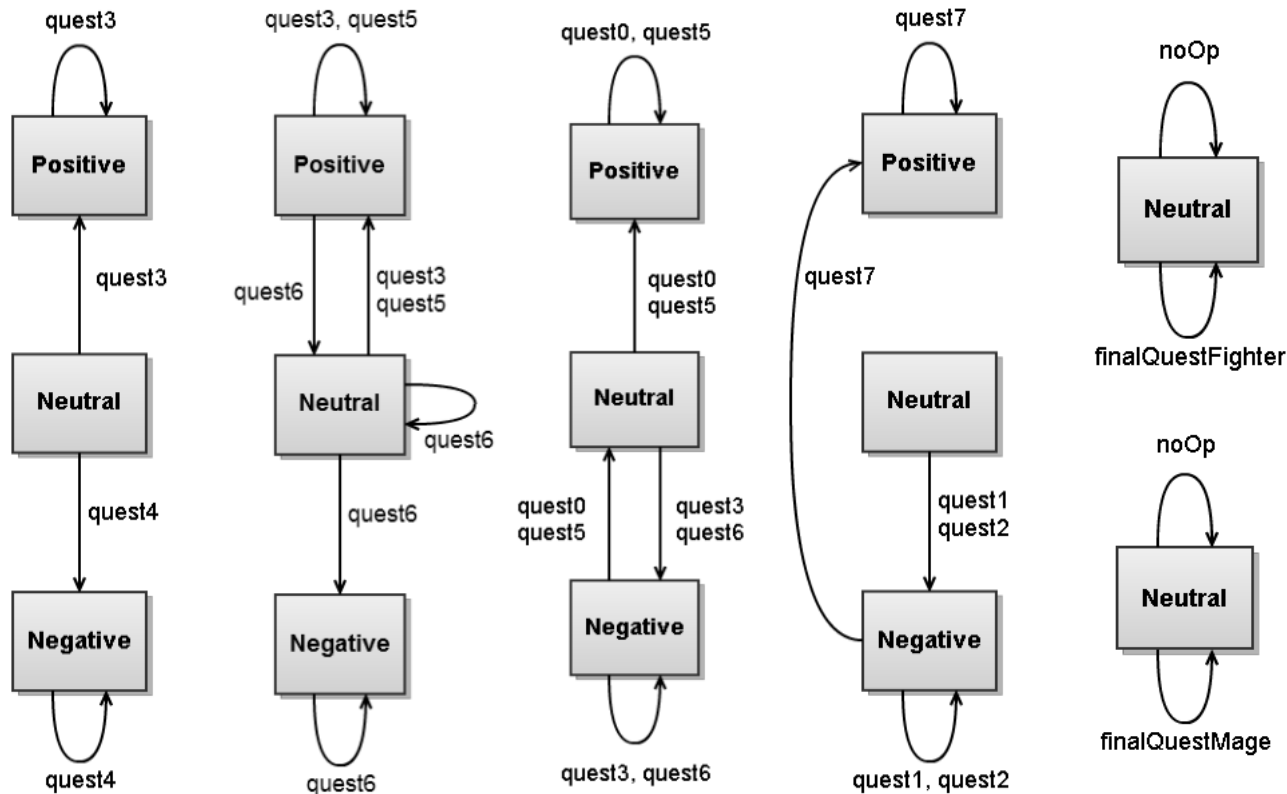 quest3
Positive
quest3
Neutral
quest4
Negative
quest4
quest3, quest5
Positive
quest6
quest3
quest5
Neutral
quest6
quest6
Negative
quest6
quest0, quest5
Positive
quest0
quest5
Neutral
quest0
quest5
quest3
quest6
Negative
quest3, quest6
quest7
Positive
quest7
Neutral
quest1
quest2
Negative
quest1, quest2
noOp
Neutral
finalQuestFighter
noOp
Neutral
finalQuestMage